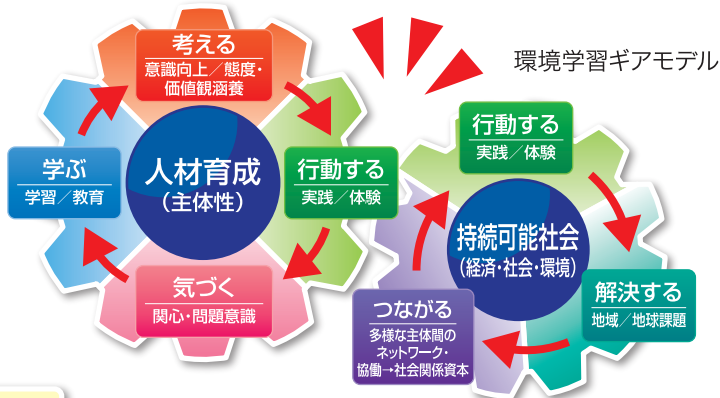 環境学習ギアモデル
考える
意識向上／態度・
価値観涵養
学ぶ
学習／教育
人材育成
（主体性）
行動する
実践／体験
気づく
関心・問題意識
行動する
実践／体験
持続可能社会
（経済・社会・環境）
解決する
地域／地球課題
つながる
多様な主体間の
ネットワーク・
協働→社会関係資本